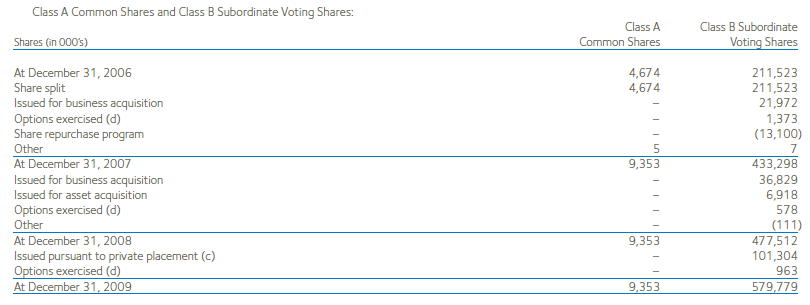 Class A Common Shares and Class B Subordinate Voting Shares:
Class A Class B Subordinate
Shares (in 000's) Common Shares Voting Shares
At December 31, 2006 4,674 211,523
Share split 4,674 211,523
Issued for business acquisition – 21,972
Options exercised (d) – 1,373
Share repurchase program – (13,100)
Other 5 7
At December 31, 2007 9,353 433,298
Issued for business acquisition – 36,829
Issued for asset acquisition – 6,918
Options exercised (d) – 578
Other – (111)
At December 31, 2008 9,353 477,512
Issued pursuant to private placement (c) – 101,304
Options exercised (d) – 963
At December 31, 2009 9,353 579,779